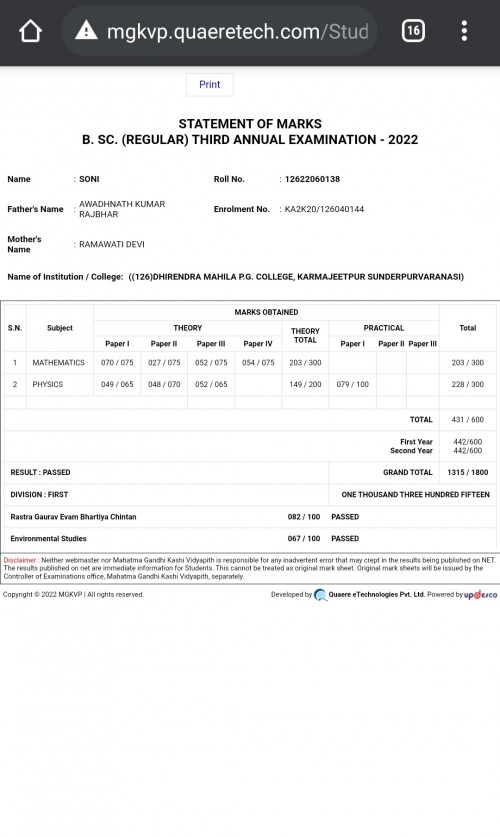 mgkvp.quaeretech.com/Stud
16
Print
STATEMENT OF MARKS
B. SC. (REGULAR) THIRD ANNUAL EXAMINATION - 2022
Name : SONI Roll No. : 12622060138
Father's Name : AWADHNATH KUMAR RAJBHAR Enrolment No. : KA2K20/126040144
Mother's Name : RAMAWATI DEVI
Name of Institution / College: ((126)DHIRENDRA MAHILA P.G. COLLEGE, KARMAJEETPUR SUNDERPURVARANASI)
MARKS OBTAINED
S.N. Subject THEORY THEORY TOTAL PRACTICAL Total
Paper I Paper II Paper III Paper IV Paper I Paper II Paper III
1 MATHEMATICS 070 / 075 027 / 075 052 / 075 054 / 075 203 / 300 203 / 300
2 PHYSICS 049 / 065 048 / 070 052 / 065 149 / 200 079 / 100 228 / 300
TOTAL 431 / 600
First Year 442/600
Second Year 442/600
RESULT : PASSED GRAND TOTAL 1315 / 1800
DIVISION : FIRST ONE THOUSAND THREE HUNDRED FIFTEEN
Rastra Gaurav Evam Bhartiya Chintan 082 / 100 PASSED
Environmental Studies 067 / 100 PASSED
Disclaimer : Neither webmaster nor Mahatma Gandhi Kashi Vidyapith is responsible for any inadvertent error that may crept in the results being published on NET.
The results published on net are immediate information for Students. This cannot be treated as original mark sheet. Original mark sheets will be issued by the
Controller of Examinations office, Mahatma Gandhi Kashi Vidyapith, separately.
Copyright © 2022 MGKVP | All rights reserved. Developed by Quaere eTechnologies Pvt. Ltd. Powered by updesco